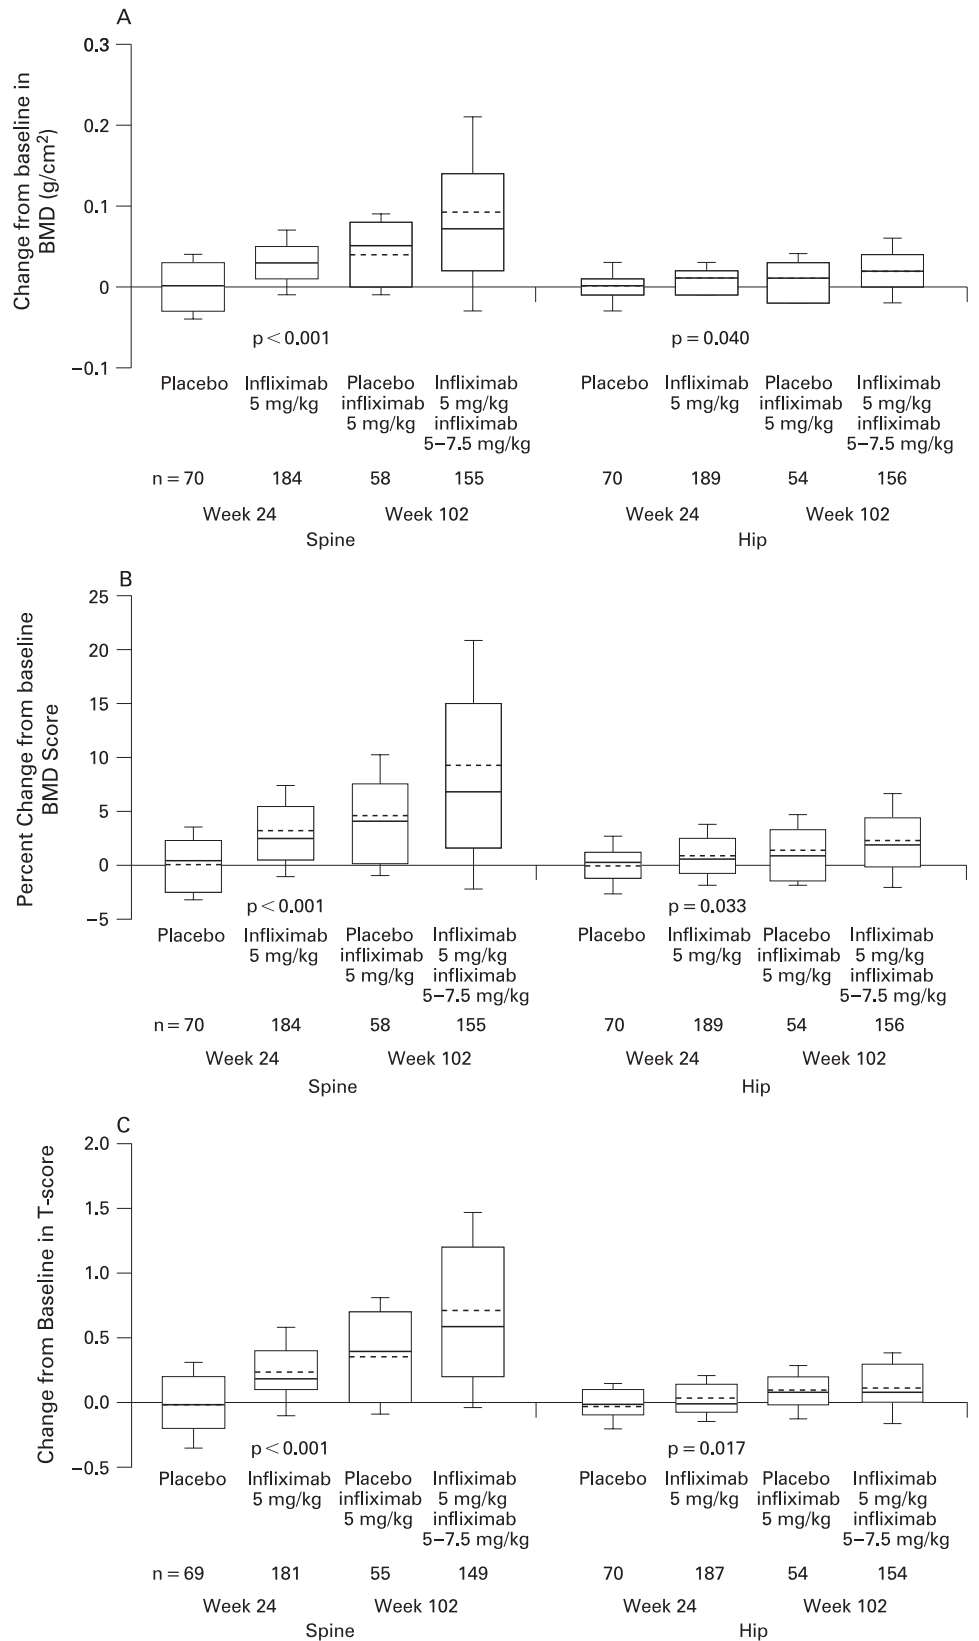 A
Change from baseline in
BMD (g/cm²)
0.3
0.2
0.1
0
–0.1
p < 0.001
p = 0.040
Placebo
Infliximab
5 mg/kg
Placebo
infliximab
5 mg/kg
Infliximab
5 mg/kg
infliximab
5–7.5 mg/kg
Placebo
Infliximab
5 mg/kg
Placebo
infliximab
5 mg/kg
Infliximab
5 mg/kg
infliximab
5–7.5 mg/kg
n = 70 184 58 155 70 189 54 156
Week 24 Week 102 Week 24 Week 102
Spine Hip
B
Percent Change from baseline
BMD Score
25
20
15
10
5
0
–5
p < 0.001
p = 0.033
Placebo
Infliximab
5 mg/kg
Placebo
infliximab
5 mg/kg
Infliximab
5 mg/kg
infliximab
5–7.5 mg/kg
Placebo
Infliximab
5 mg/kg
Placebo
infliximab
5 mg/kg
Infliximab
5 mg/kg
infliximab
5–7.5 mg/kg
n = 70 184 58 155 70 189 54 156
Week 24 Week 102 Week 24 Week 102
Spine Hip
C
Change from Baseline in T-score
2.0
1.5
1.0
0.5
0.0
–0.5
p < 0.001
p = 0.017
Placebo
Infliximab
5 mg/kg
Placebo
infliximab
5 mg/kg
Infliximab
5 mg/kg
infliximab
5–7.5 mg/kg
Placebo
Infliximab
5 mg/kg
Placebo
infliximab
5 mg/kg
Infliximab
5 mg/kg
infliximab
5–7.5 mg/kg
n = 69 181 55 149 70 187 54 154
Week 24 Week 102 Week 24 Week 102
Spine Hip